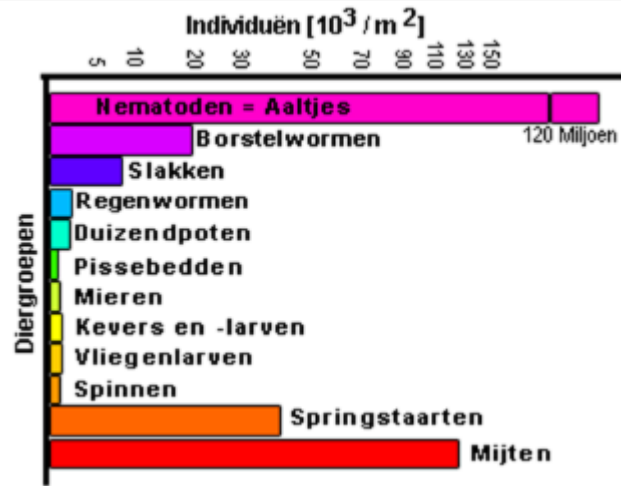 Individuën [10³ / m²]
5 10 20 30 50 70 90 110 130 150
Diergroepen
Nematoden = Aaltjes
120 Miljoen
Borstelwormen
Slakken
Regenwormen
Duizendpoten
Pissebedden
Mieren
Kevers en -larven
Vliegenlarven
Spinnen
Springstaarten
Mijten